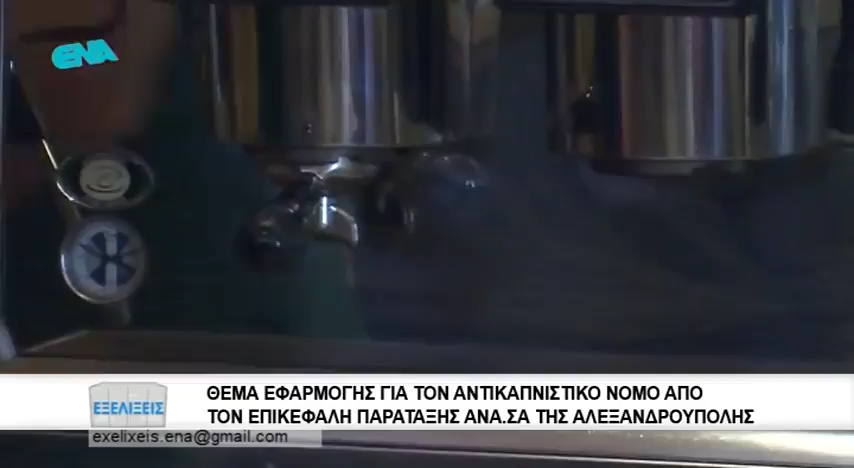 ENA
ΘΕΜΑ ΕΦΑΡΜΟΓΗΣ ΓΙΑ ΤΟΝ ΑΝΤΙΚΑΠΝΙΣΤΙΚΟ ΝΟΜΟ ΑΠΟ
ΤΟΝ ΕΠΙΚΕΦΑΛΗ ΠΑΡΑΤΑΞΗΣ ΑΝΑ.ΣΑ ΤΗΣ ΑΛΕΞΑΝΔΡΟΥΠΟΛΗΣ
ΕΞΕΛΙΞΕΙΣ
exelixeis.ena@gmail.com